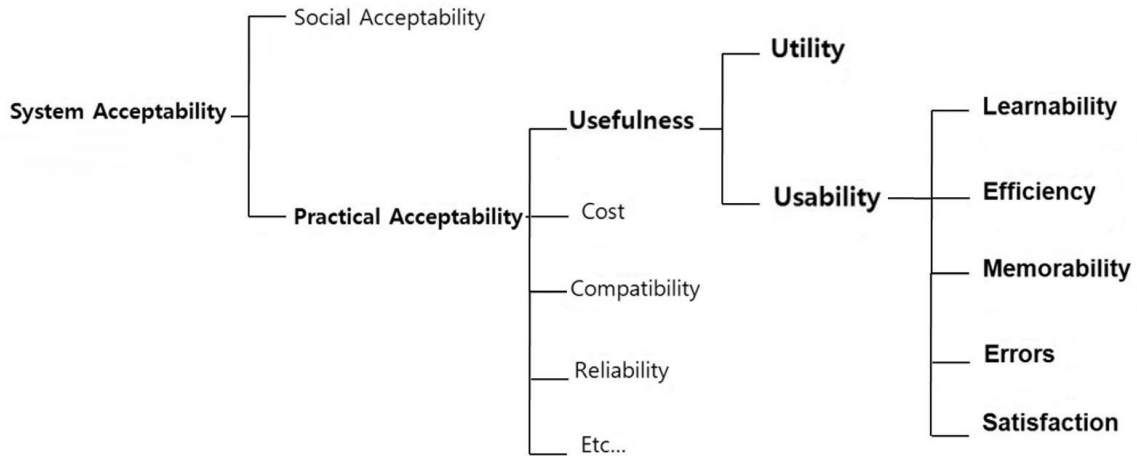 Social Acceptability
System Acceptability
Practical Acceptability
Usefulness
Cost
Compatibility
Reliability
Etc...
Utility
Usability
Learnability
Efficiency
Memorability
Errors
Satisfaction